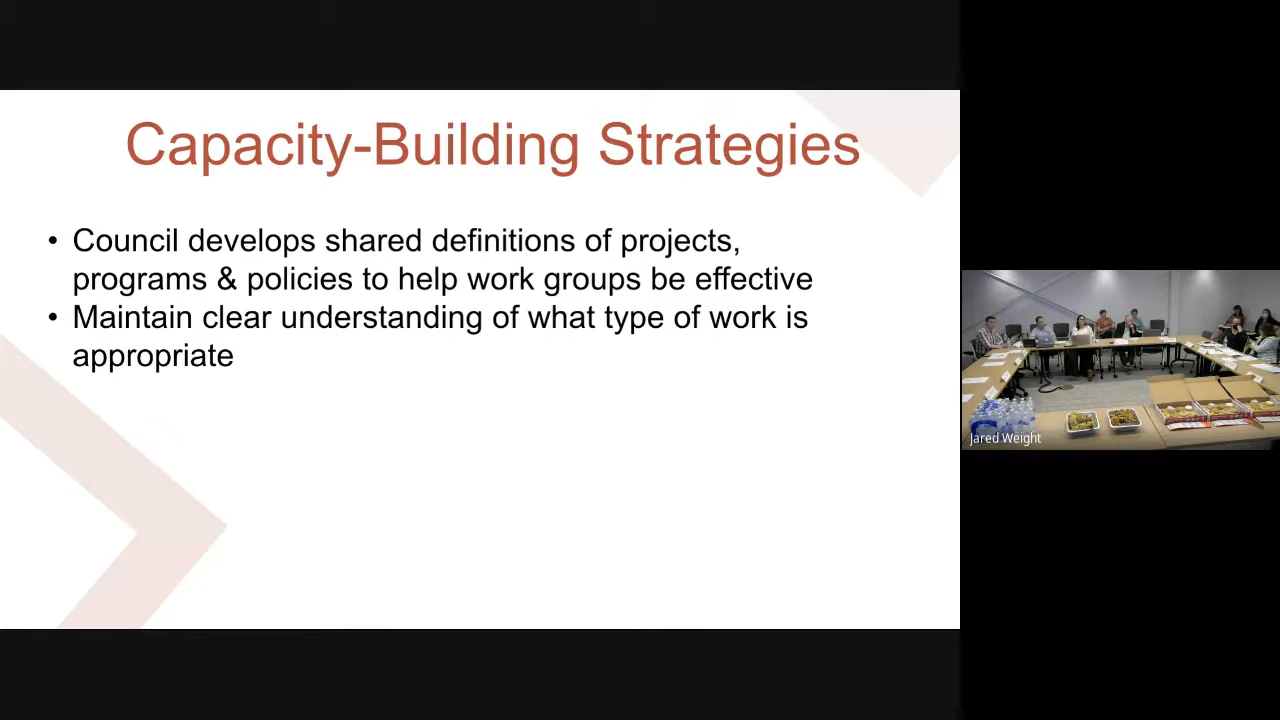 Capacity-Building Strategies
• Council develops shared definitions of projects,
programs & policies to help work groups be effective
• Maintain clear understanding of what type of work is
appropriate
Jared Weight